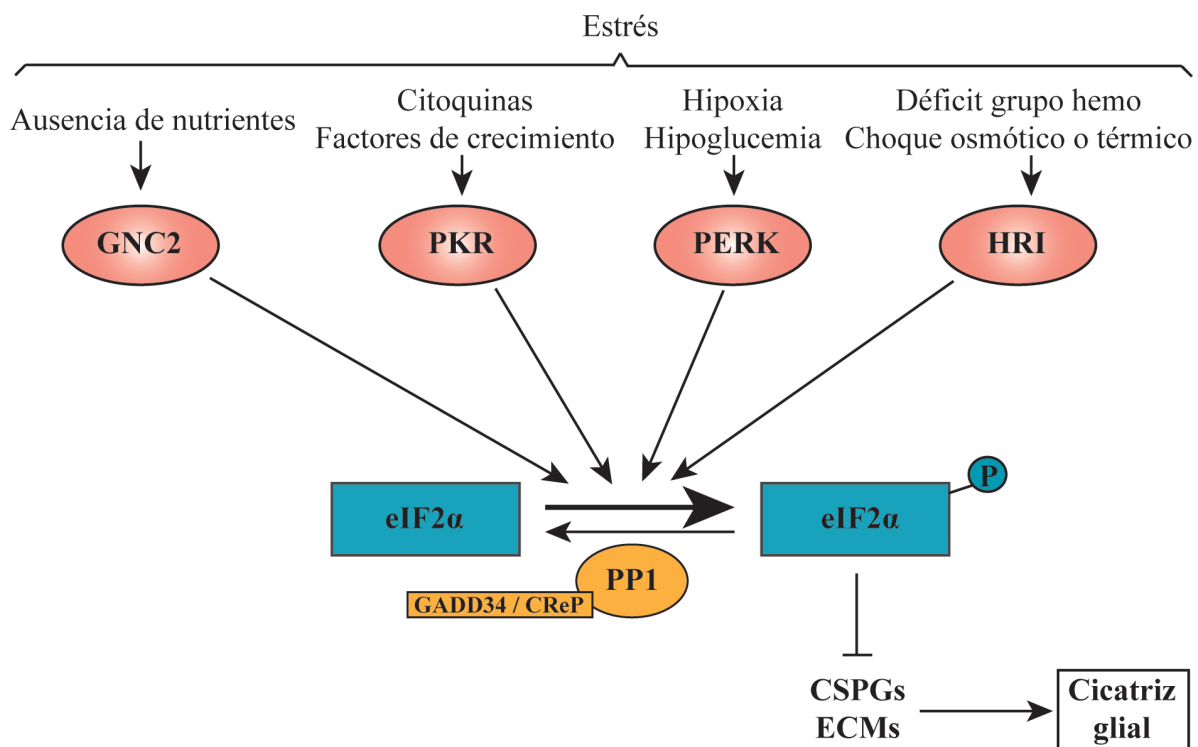 Estrés
Ausencia de nutrientes
Citoquinas
Factores de crecimiento
Hipoxia
Hipoglucemia
Déficit grupo hemo
Choque osmótico o térmico
GNC2
PKR
PERK
HRI
eIF2α
eIF2α
P
PP1
GADD34 / CReP
CSPGs
ECMs
Cicatriz
glial